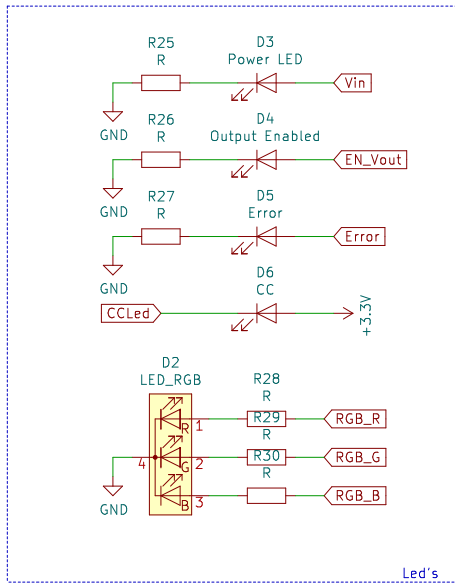 R25
R
D3
Power LED
Vin
GND
R26
R
D4
Output Enabled
EN_Vout
GND
R27
R
D5
Error
Error
GND
D6
CC
CCLed
+3.3V
D2
LED_RGB
R28
R
R 1
RGB_R
R29
R
4
G 2
RGB_G
R30
R
B 3
RGB_B
GND
Led's